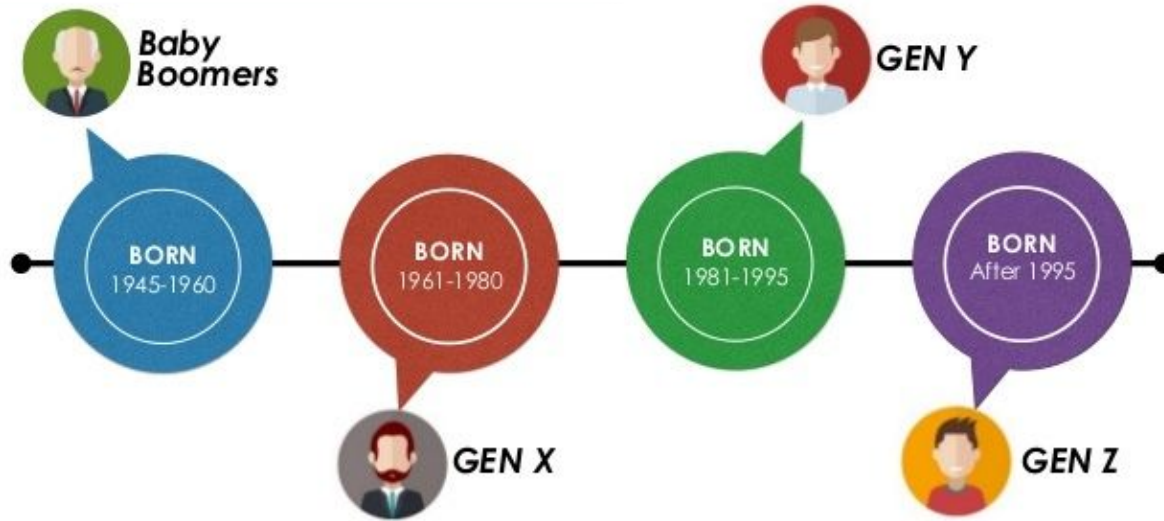 Baby
Boomers
GEN Y
BORN
1945-1960
BORN
1961-1980
BORN
1981-1995
BORN
After 1995
GEN X
GEN Z